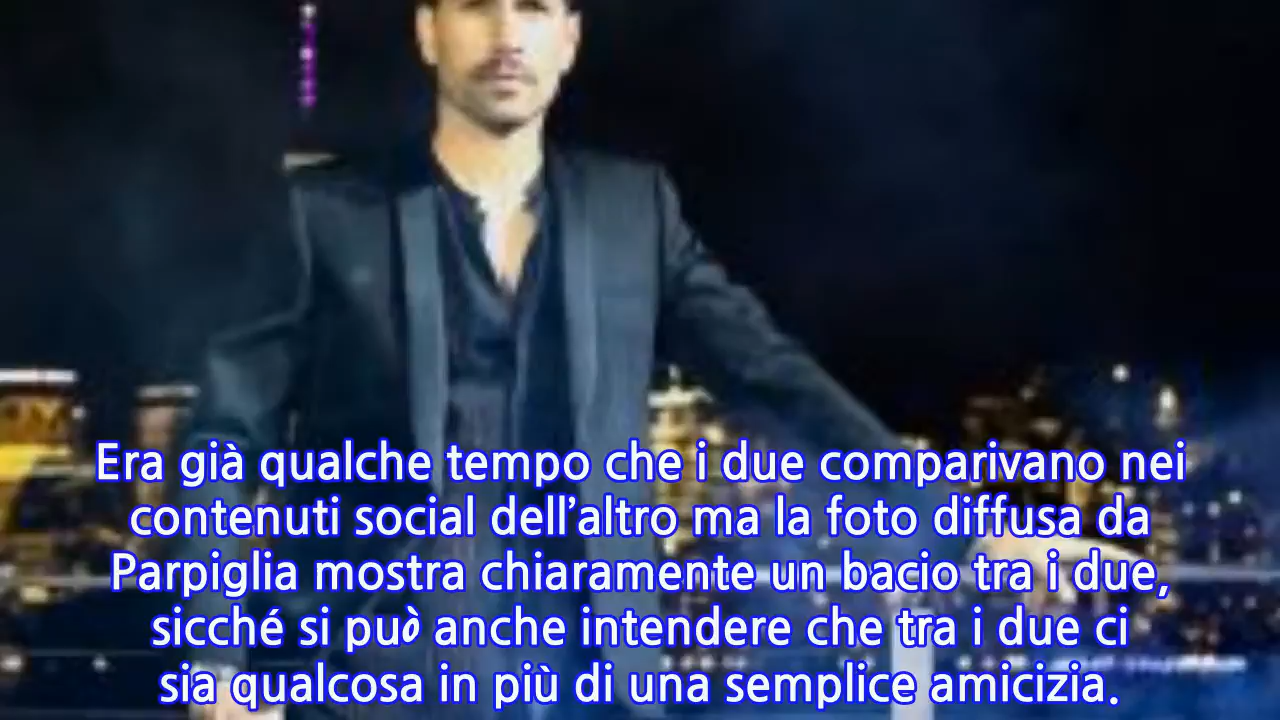 Era già qualche tempo che i due comparivano nei
contenuti social dell’altro ma la foto diffusa da
Parpiglia mostra chiaramente un bacio tra i due,
sicché si può anche intendere che tra i due ci
sia qualcosa in più di una semplice amicizia.